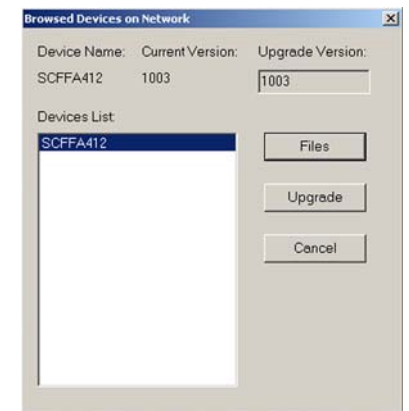 Browsed Devices on Network
Device Name: Current Version: Upgrade Version:
SCFFA412 1003 1003
Devices List:
SCFFA412
Files
Upgrade
Cancel